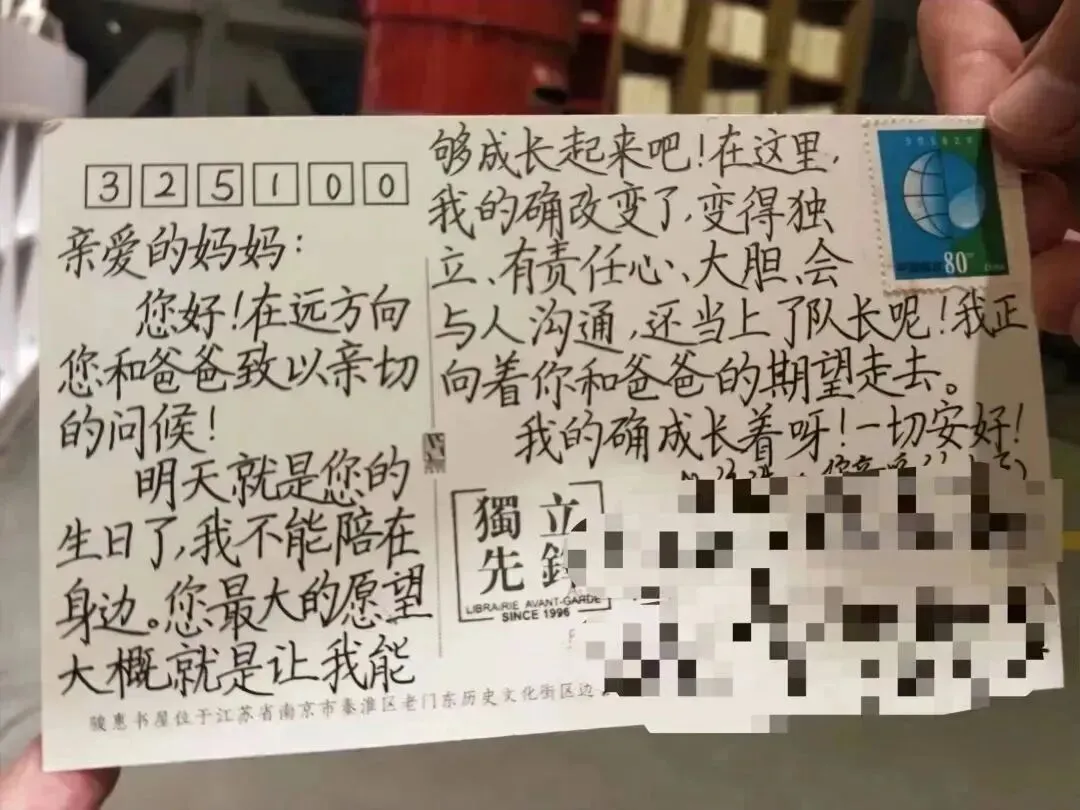 325100
亲爱的妈妈：
您好！在远方向
您和爸爸致以亲切
的问候！
明天就是您的
生日了，我不能陪在
身边。您最大的愿望
大概就是让我能
够成长起来吧！在这里，
我的确改变了，变得独
立、有责任心、大胆、会
与人沟通，还当上了队长呢！我正
向着你和爸爸的期望走去。
我的确成长着呀！一切安好！
80
獨立
先鋒
LIBRAIRIE AVANT-GARDE
SINCE 1996
骏惠书屋位于江苏省南京市秦淮区老门东历史文化街区边